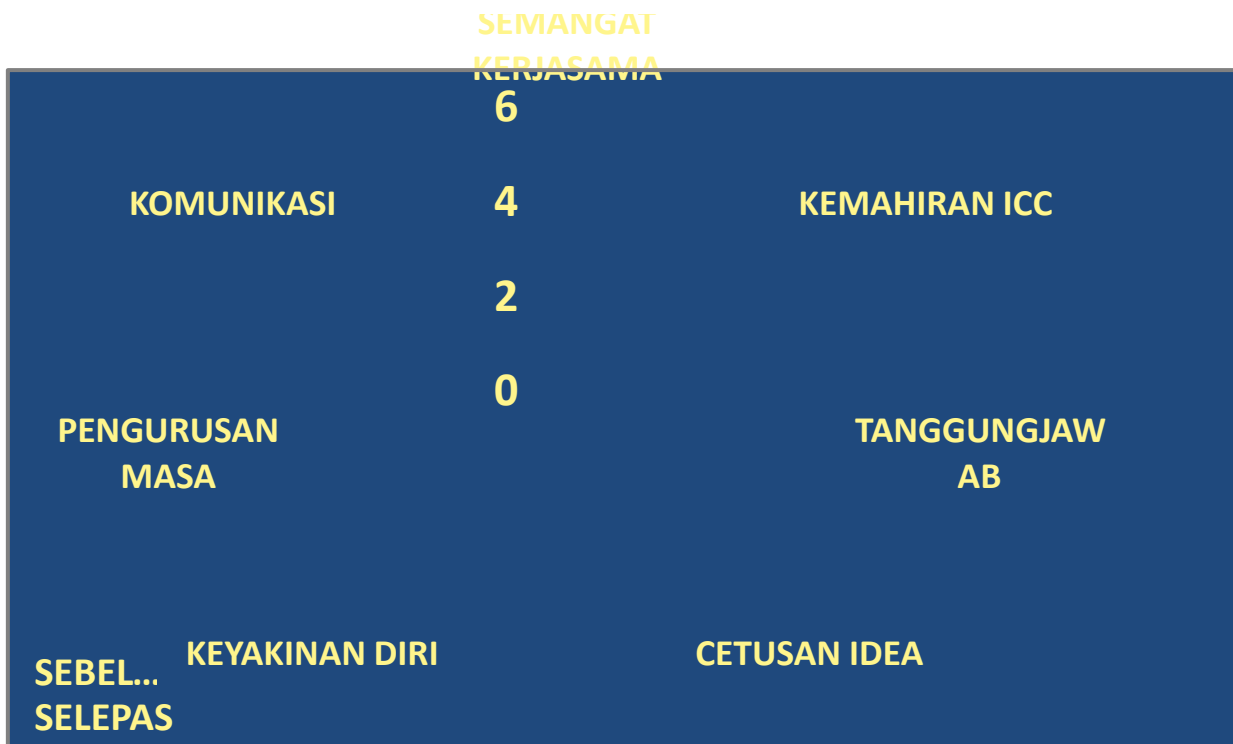 SEMANGAT
KERJASAMA
6
KOMUNIKASI 4 KEMAHIRAN ICC
2
0
PENGURUSAN
MASA
TANGGUNGJAW
AB
KEYAKINAN DIRI CETUSAN IDEA
SEBEL...
SELEPAS